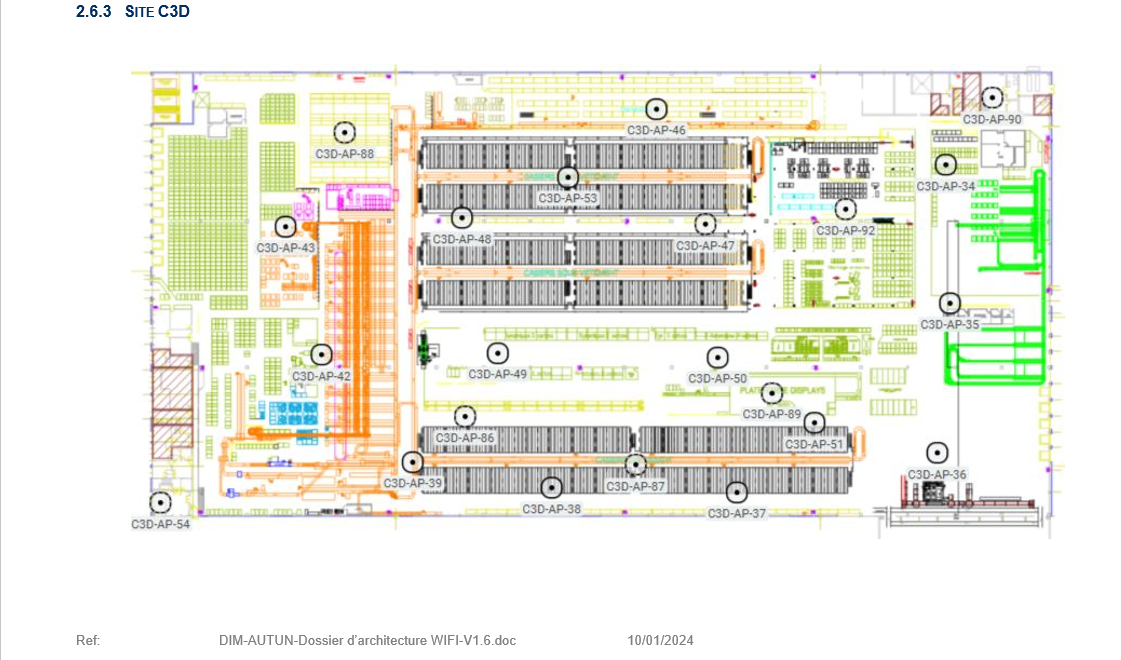 2.6.3 SITE C3D
C3D-AP-90
C3D-AP-46
C3D-AP-88
C3D-AP-34
C3D-AP-53
C3D-AP-92
C3D-AP-48
C3D-AP-47
C3D-AP-43
C3D-AP-35
C3D-AP-49
C3D-AP-42
C3D-AP-50
C3D-AP-89
C3D-AP-86
C3D-AP-51
C3D-AP-36
C3D-AP-39
C3D-AP-87
C3D-AP-38
C3D-AP-37
C3D-AP-54
Ref: DIM-AUTUN-Dossier d’architecture WIFI-V1.6.doc 10/01/2024